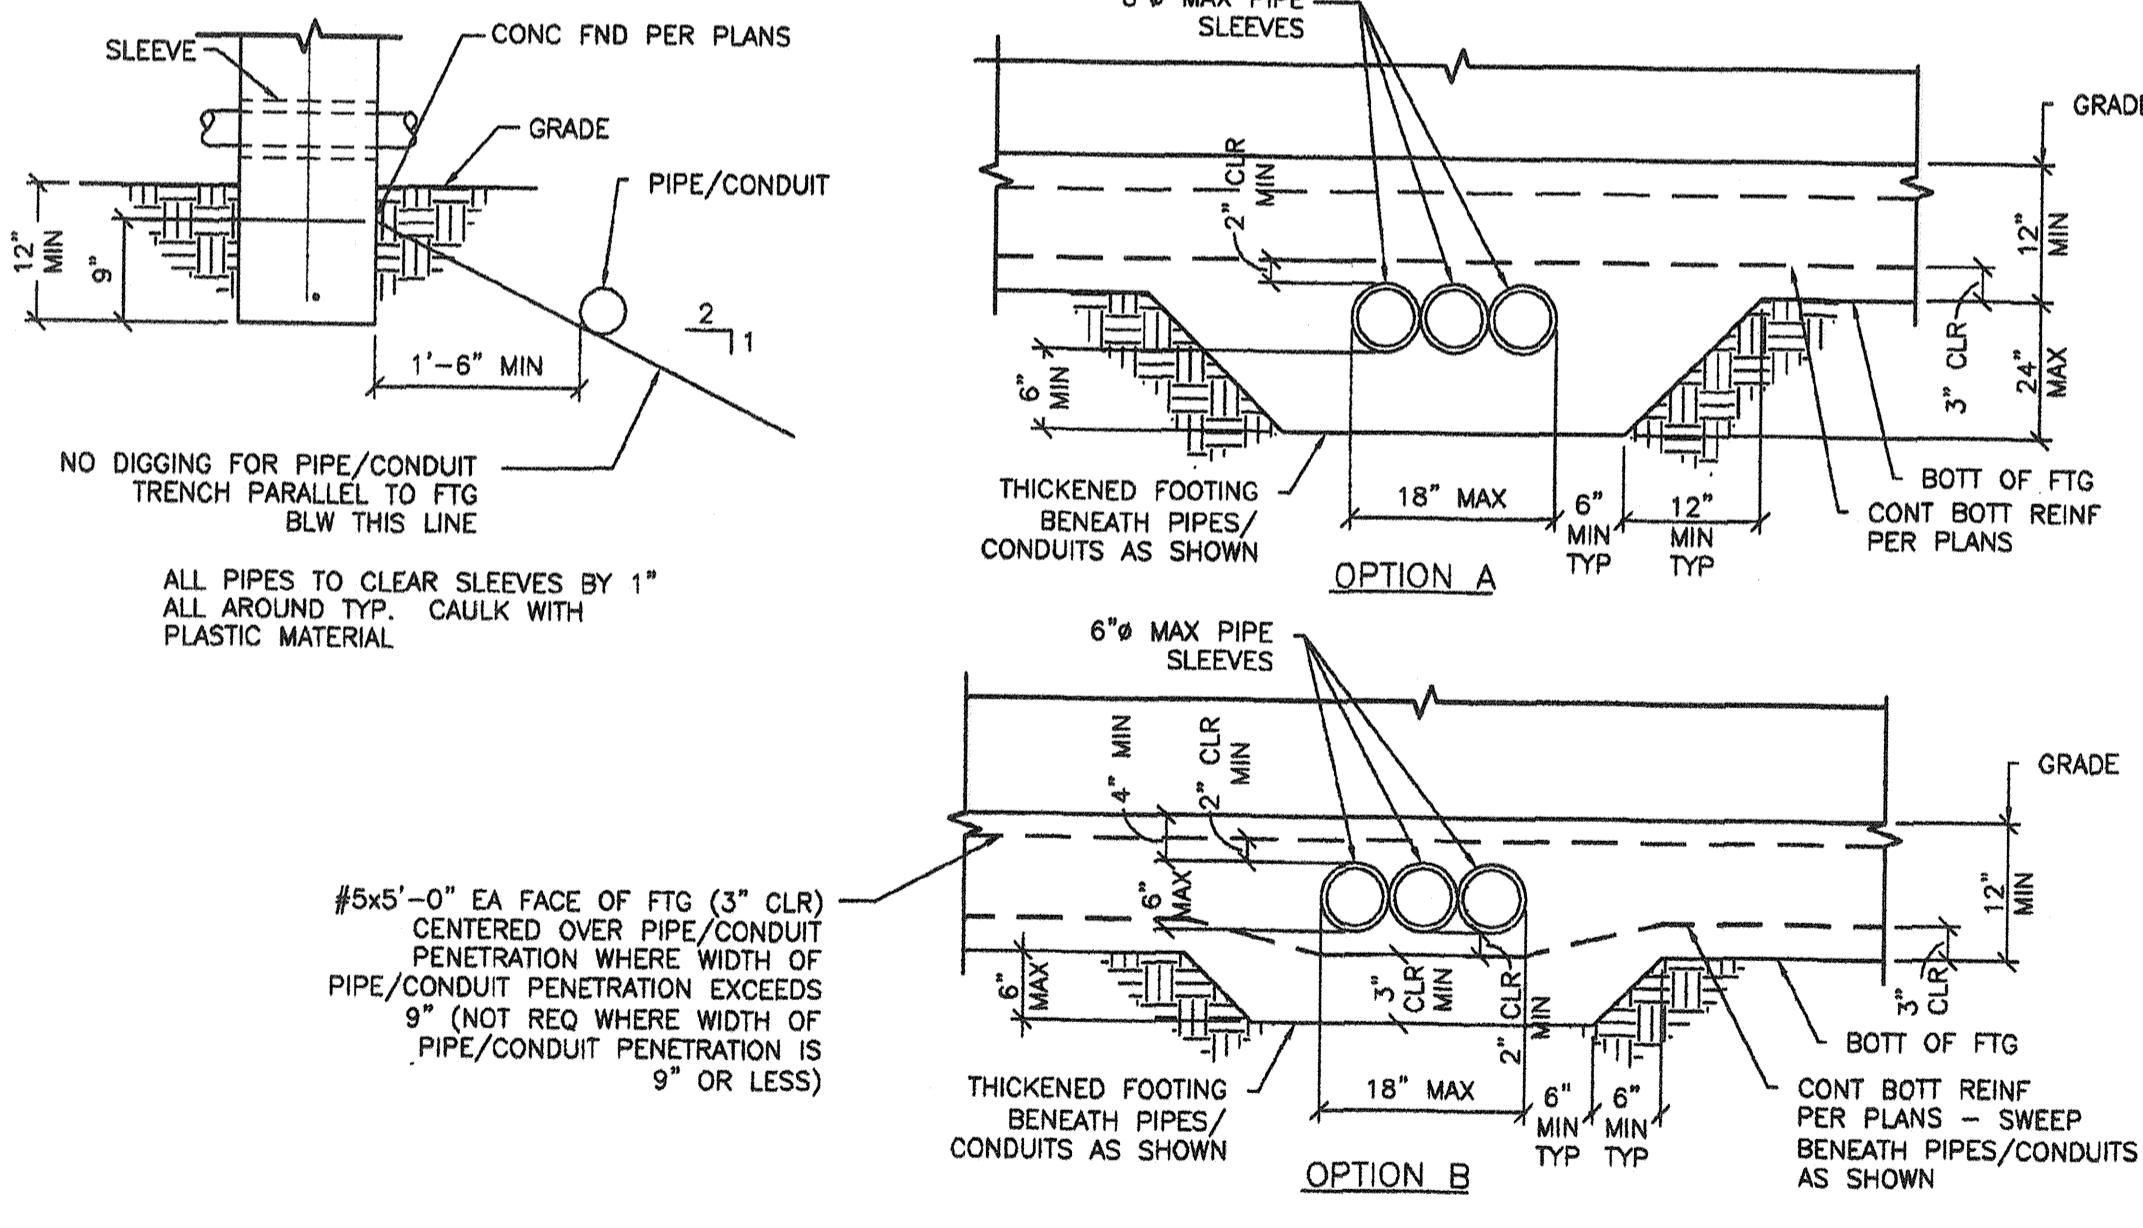 SLEEVE
CONC FND PER PLANS
GRADE
PIPE/CONDUIT
12"
MIN
9"
2
1
1'-6" MIN
NO DIGGING FOR PIPE/CONDUIT
TRENCH PARALLEL TO FTG
BLW THIS LINE
ALL PIPES TO CLEAR SLEEVES BY 1"
ALL AROUND TYP. CAULK WITH
PLASTIC MATERIAL
MAX PIPE
SLEEVES
GRADE
2" CLR
MIN
12"
MIN
3" CLR
24"
MAX
6"
MIN
THICKENED FOOTING
BENEATH PIPES/
CONDUITS AS SHOWN
18" MAX
6"
MIN
TYP
12"
MIN
TYP
BOTT OF FTG
CONT BOTT REINF
PER PLANS
OPTION A
6"ø MAX PIPE
SLEEVES
4" MIN
2" CLR
MIN
GRADE
6"
MAX
12"
MIN
#5x5'-0" EA FACE OF FTG (3" CLR)
CENTERED OVER PIPE/CONDUIT
PENETRATION WHERE WIDTH OF
PIPE/CONDUIT PENETRATION EXCEEDS
9" (NOT REQ WHERE WIDTH OF
PIPE/CONDUIT PENETRATION IS
9" OR LESS)
6"
MAX
3"
CLR
MIN
2" CLR
MIN
3"
CLR
THICKENED FOOTING
BENEATH PIPES/
CONDUITS AS SHOWN
18" MAX
6"
MIN
TYP
6"
MIN
TYP
BOTT OF FTG
CONT BOTT REINF
PER PLANS - SWEEP
BENEATH PIPES/CONDUITS
AS SHOWN
OPTION B